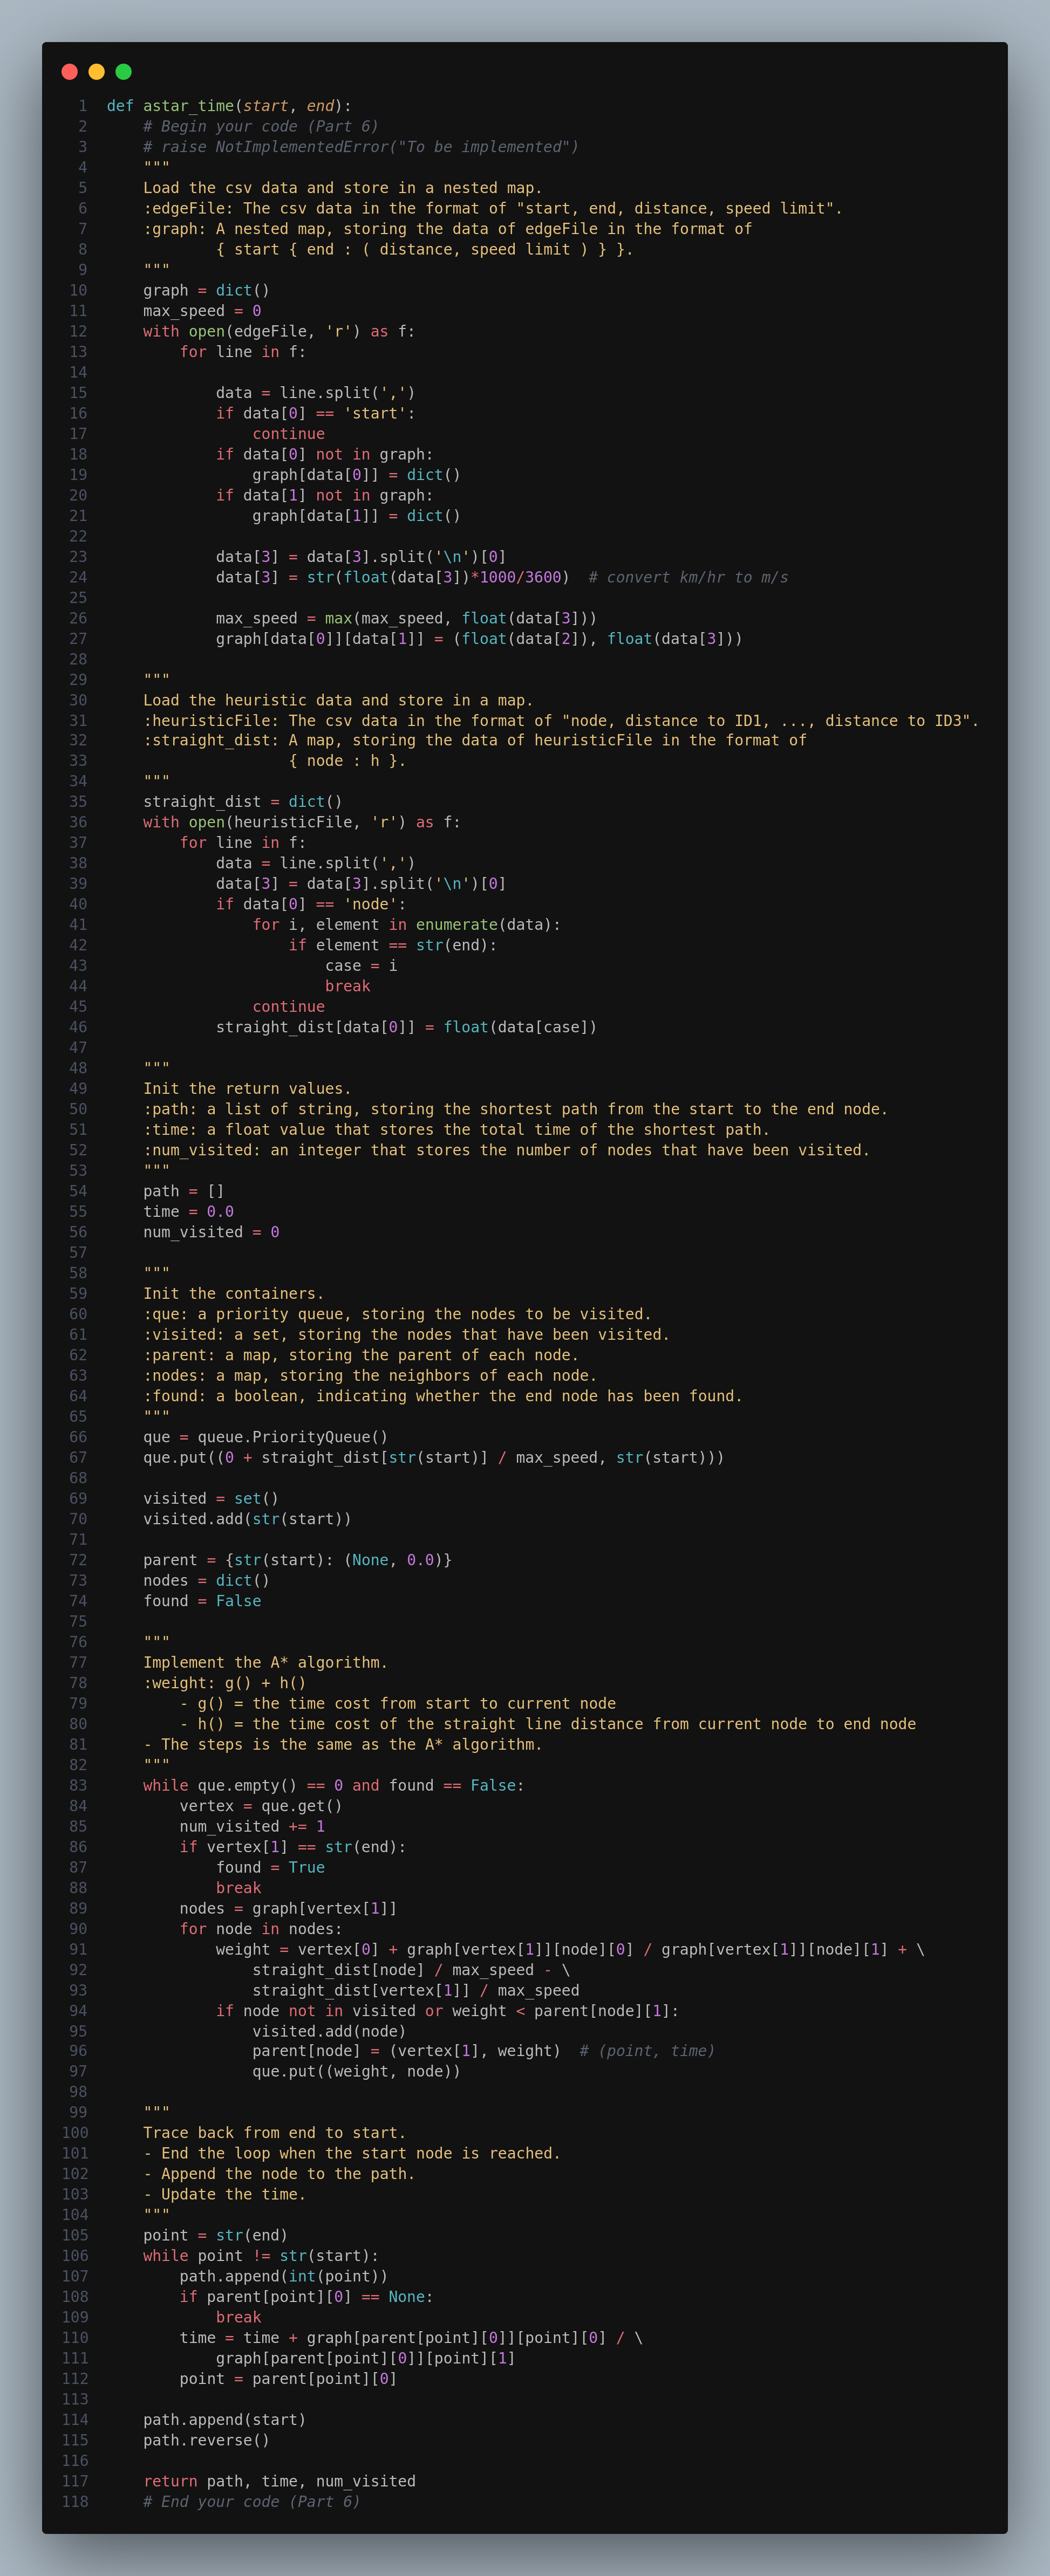 1 def astar_time(start, end):
2     # Begin your code (Part 6)
3     # raise NotImplementedError("To be implemented")
4     """
5     Load the csv data and store in a nested map.
6     :edgeFile: The csv data in the format of "start, end, distance, speed limit".
7     :graph: A nested map, storing the data of edgeFile in the format of
8             { start { end : ( distance, speed limit ) } }.
9     """
10     graph = dict()
11     max_speed = 0
12     with open(edgeFile, 'r') as f:
13         for line in f:
14
15             data = line.split(',')
16             if data[0] == 'start':
17                 continue
18             if data[0] not in graph:
19                 graph[data[0]] = dict()
20             if data[1] not in graph:
21                 graph[data[1]] = dict()
22
23             data[3] = data[3].split('\n')[0]
24             data[3] = str(float(data[3])*1000/3600)  # convert km/hr to m/s
25
26             max_speed = max(max_speed, float(data[3]))
27             graph[data[0]][data[1]] = (float(data[2]), float(data[3]))
28
29     """
30     Load the heuristic data and store in a map.
31     :heuristicFile: The csv data in the format of "node, distance to ID1, ..., distance to ID3".
32     :straight_dist: A map, storing the data of heuristicFile in the format of
33                     { node : h }.
34     """
35     straight_dist = dict()
36     with open(heuristicFile, 'r') as f:
37         for line in f:
38             data = line.split(',')
39             data[3] = data[3].split('\n')[0]
40             if data[0] == 'node':
41                 for i, element in enumerate(data):
42                     if element == str(end):
43                         case = i
44                         break
45                 continue
46             straight_dist[data[0]] = float(data[case])
47
48     """
49     Init the return values.
50     :path: a list of string, storing the shortest path from the start to the end node.
51     :time: a float value that stores the total time of the shortest path.
52     :num_visited: an integer that stores the number of nodes that have been visited.
53     """
54     path = []
55     time = 0.0
56     num_visited = 0
57
58     """
59     Init the containers.
60     :que: a priority queue, storing the nodes to be visited.
61     :visited: a set, storing the nodes that have been visited.
62     :parent: a map, storing the parent of each node.
63     :nodes: a map, storing the neighbors of each node.
64     :found: a boolean, indicating whether the end node has been found.
65     """
66     que = queue.PriorityQueue()
67     que.put((0 + straight_dist[str(start)] / max_speed, str(start)))
68
69     visited = set()
70     visited.add(str(start))
71
72     parent = {str(start): (None, 0.0)}
73     nodes = dict()
74     found = False
75
76     """
77     Implement the A* algorithm.
78     :weight: g() + h()
79         - g() = the time cost from start to current node
80         - h() = the time cost of the straight line distance from current node to end node
81     - The steps is the same as the A* algorithm.
82     """
83     while que.empty() == 0 and found == False:
84         vertex = que.get()
85         num_visited += 1
86         if vertex[1] == str(end):
87             found = True
88             break
89         nodes = graph[vertex[1]]
90         for node in nodes:
91             weight = vertex[0] + graph[vertex[1]][node][0] / graph[vertex[1]][node][1] + \
92                 straight_dist[node] / max_speed - \
93                 straight_dist[vertex[1]] / max_speed
94             if node not in visited or weight < parent[node][1]:
95                 visited.add(node)
96                 parent[node] = (vertex[1], weight)  # (point, time)
97                 que.put((weight, node))
98
99     """
100     Trace back from end to start.
101     - End the loop when the start node is reached.
102     - Append the node to the path.
103     - Update the time.
104     """
105     point = str(end)
106     while point != str(start):
107         path.append(int(point))
108         if parent[point][0] == None:
109             break
110         time = time + graph[parent[point][0]][point][0] / \
111             graph[parent[point][0]][point][1]
112         point = parent[point][0]
113
114     path.append(start)
115     path.reverse()
116
117     return path, time, num_visited
118     # End your code (Part 6)